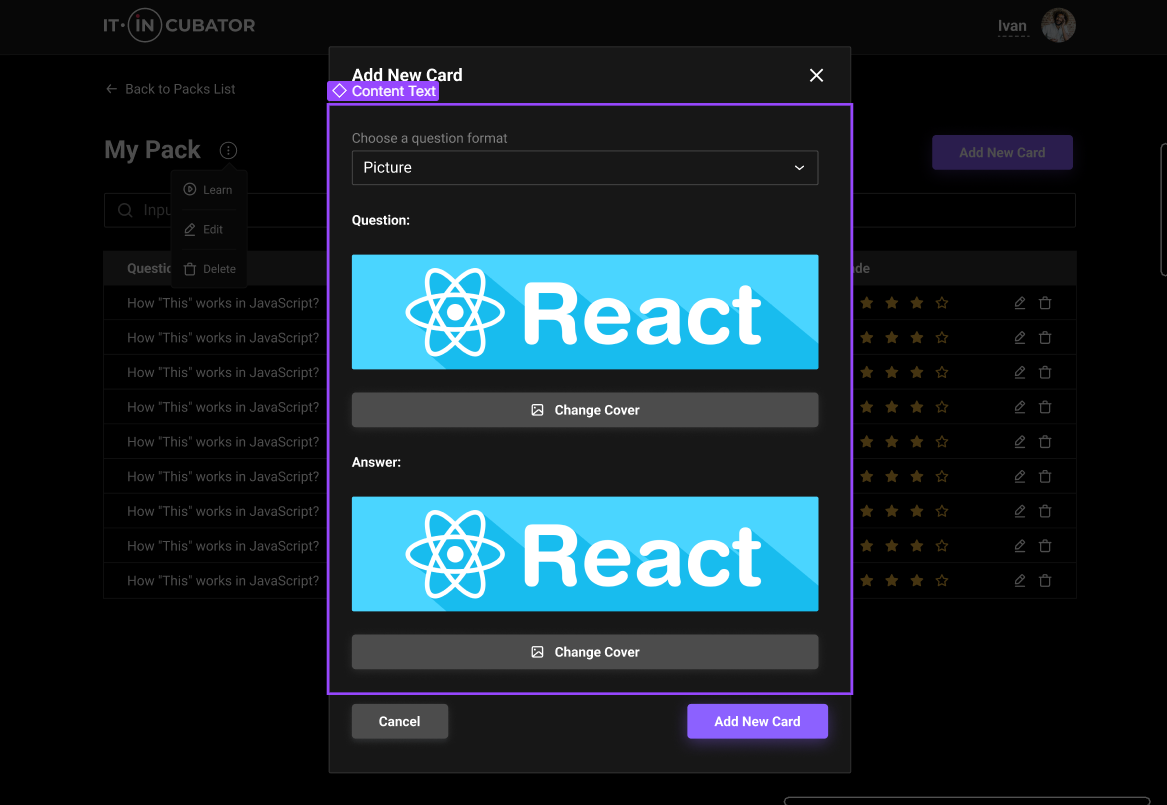 IT·INCUBATOR
Ivan
Add New Card
Content Text
Back to Packs List
My Pack
Add New Card
Learn
Edit
Delete
Choose a question format
Picture
Question:
React
Change Cover
Answer:
React
Change Cover
Cancel
Add New Card
How "This" works in JavaScript?
How "This" works in JavaScript?
How "This" works in JavaScript?
How "This" works in JavaScript?
How "This" works in JavaScript?
How "This" works in JavaScript?
How "This" works in JavaScript?
How "This" works in JavaScript?
How "This" works in JavaScript?